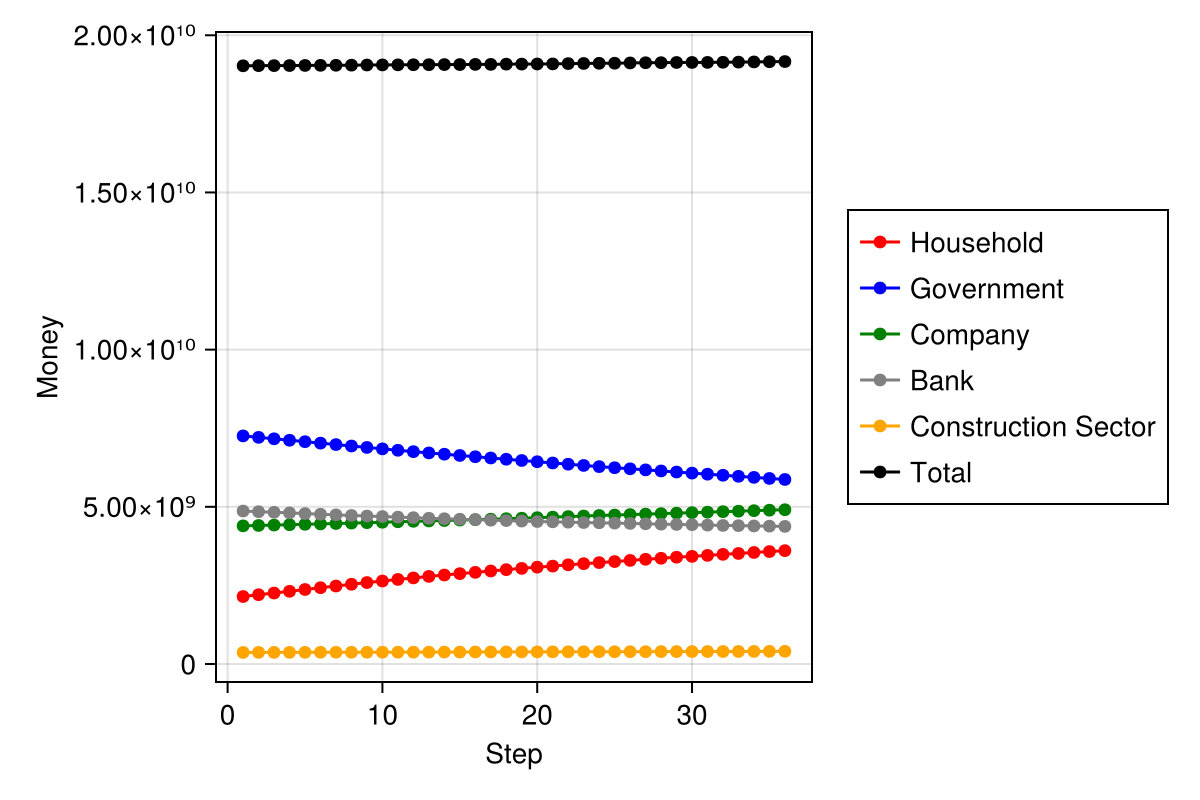 2.00×10¹⁰
1.50×10¹⁰
1.00×10¹⁰
5.00×10⁹
0
Money
0 10 20 30
Step
Household
Government
Company
Bank
Construction Sector
Total